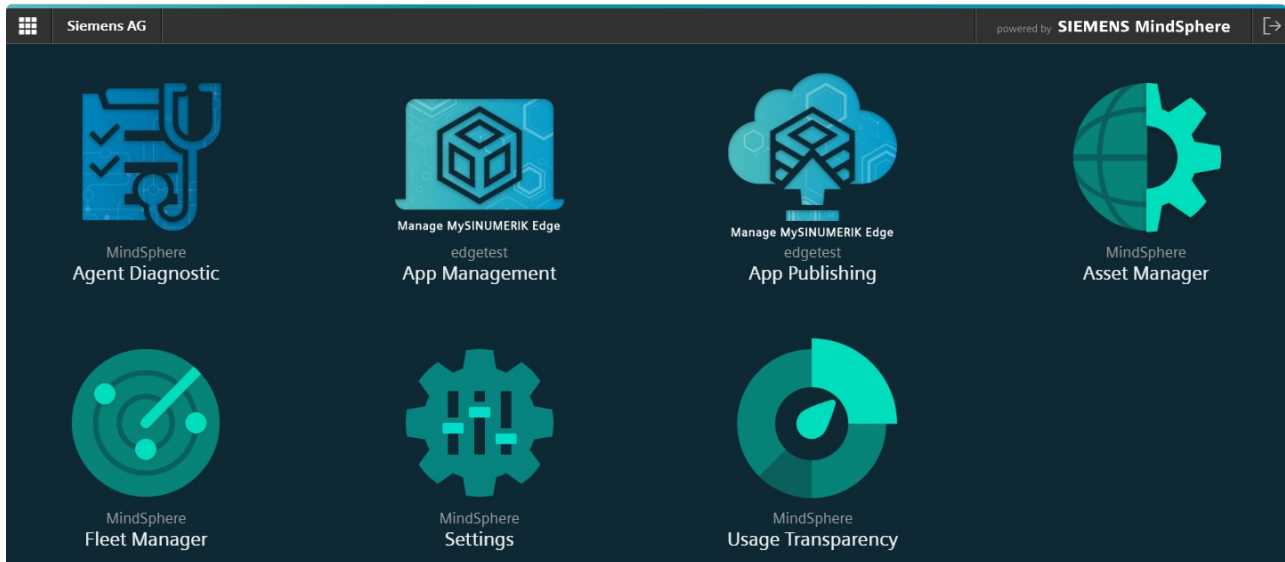 Siemens AG
powered by SIEMENS MindSphere
MindSphere
Agent Diagnostic
Manage MySINUMERIK Edge
edgetest
App Management
Manage MySINUMERIK Edge
edgetest
App Publishing
MindSphere
Asset Manager
MindSphere
Fleet Manager
MindSphere
Settings
MindSphere
Usage Transparency